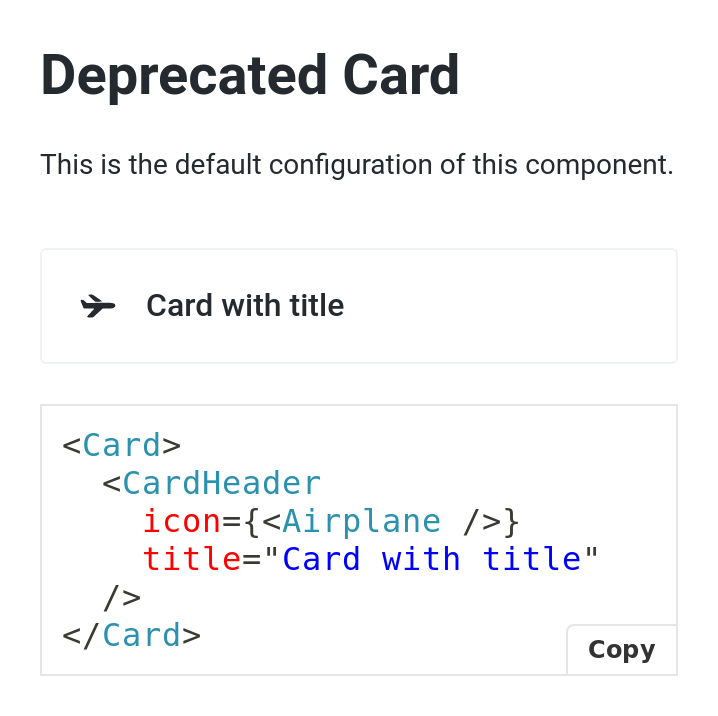 Deprecated Card
This is the default configuration of this component.
Card with title
<Card>
  <CardHeader
    icon={<Airplane />}
    title="Card with title"
  />
</Card>
Copy